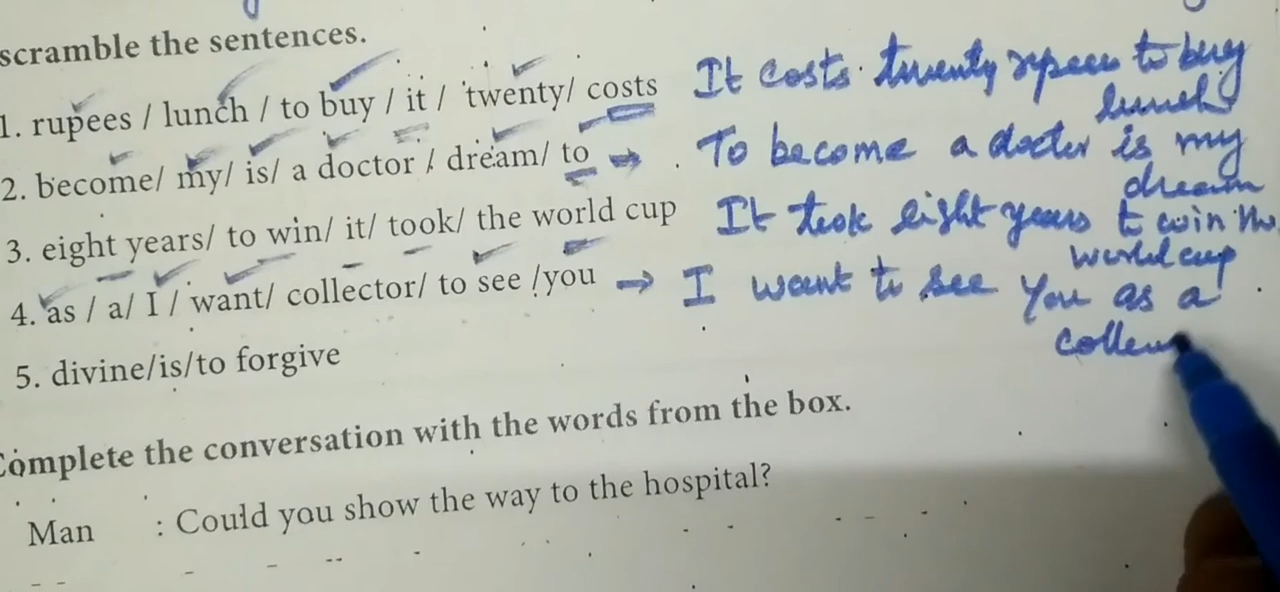 scramble the sentences.
1. rupees / lunch / to buy / it / twenty/ costs It costs twenty rpees to buy
lunch
2. become/ my/ is/ a doctor / dream/ to → To become a doctor is my
dream
3. eight years/ to win/ it/ took/ the world cup It took eight years to win the
world cup
4. as / a/ I / want/ collector/ to see /you → I want to see you as a
5. divine/is/to forgive
Complete the conversation with the words from the box.
Man : Could you show the way to the hospital?